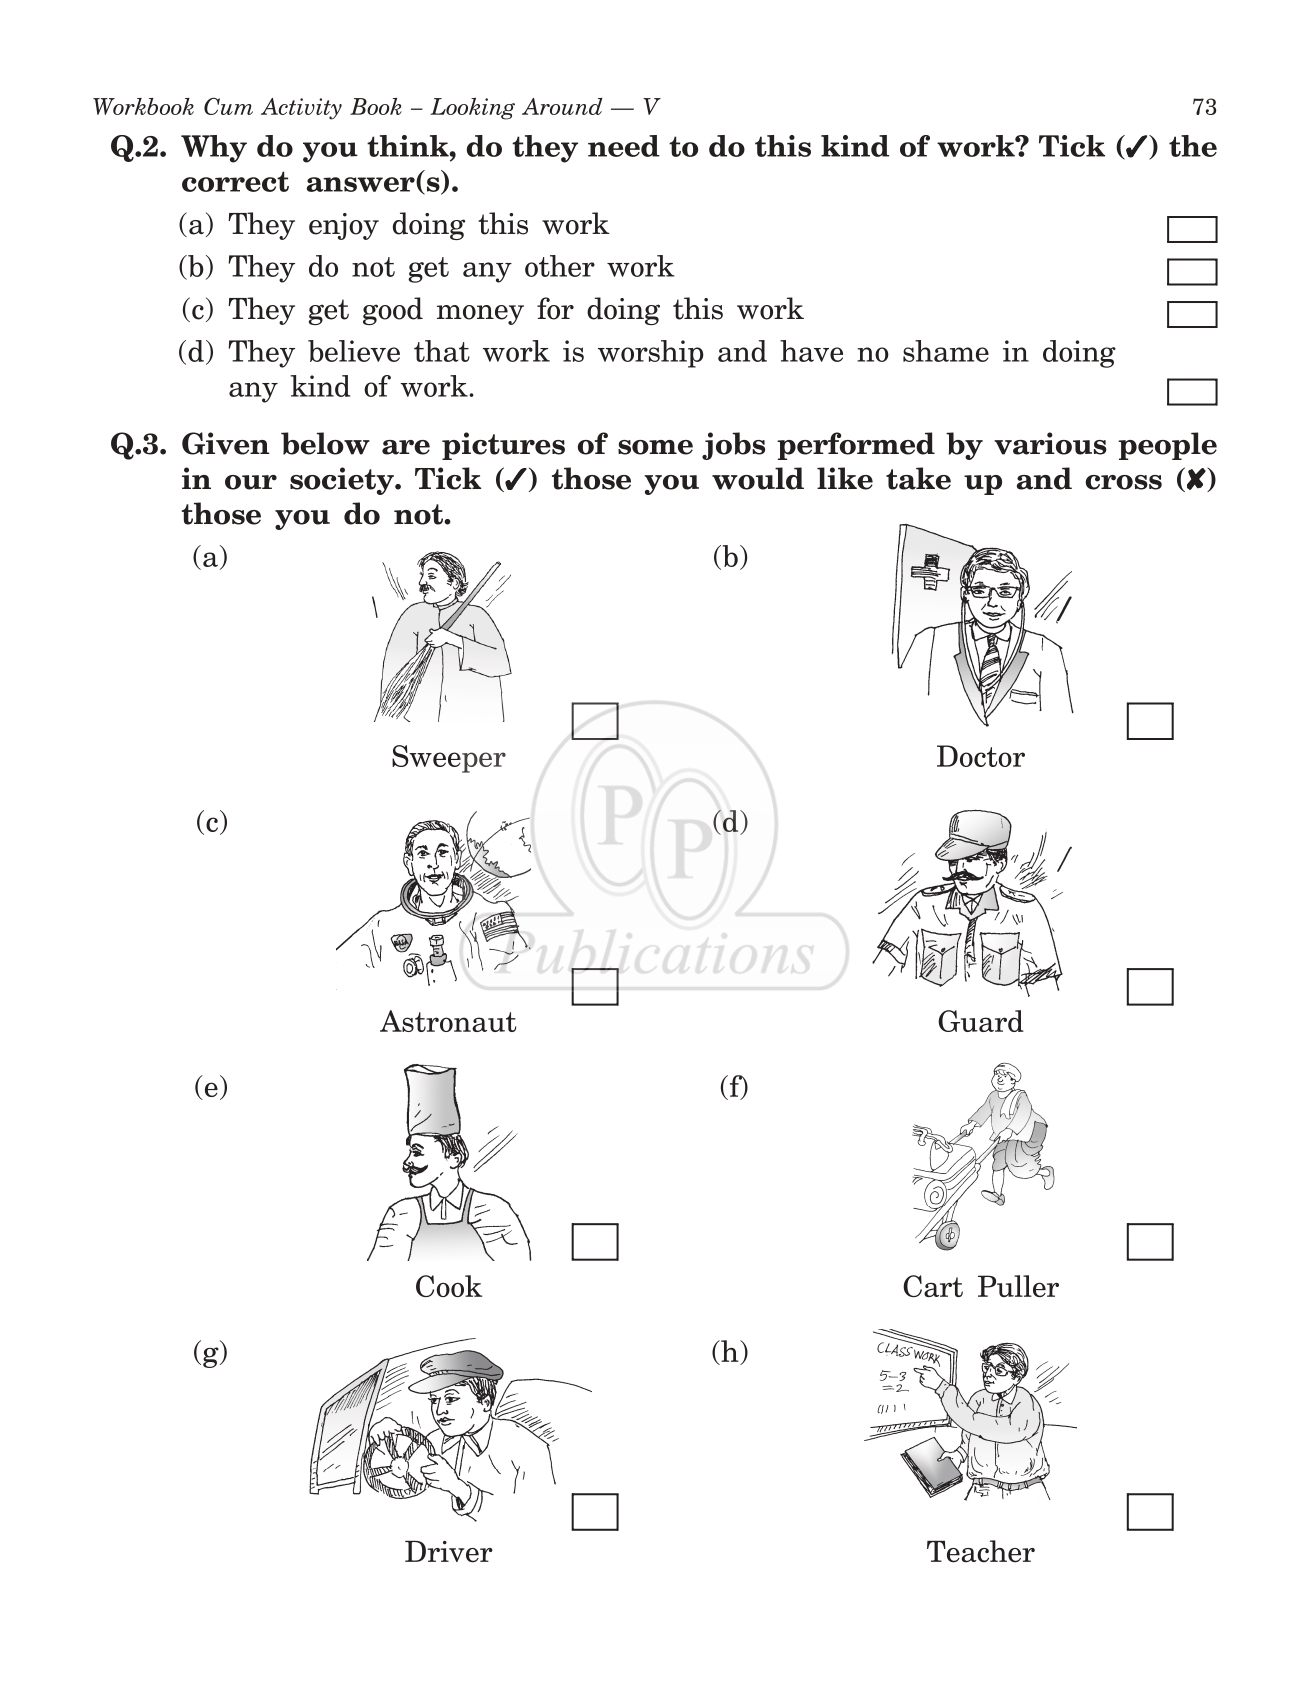 Workbook Cum Activity Book – Looking Around — V 73
Q.2. Why do you think, do they need to do this kind of work? Tick (✓) the
correct answer(s).
(a) They enjoy doing this work
(b) They do not get any other work
(c) They get good money for doing this work
(d) They believe that work is worship and have no shame in doing
any kind of work.
Q.3. Given below are pictures of some jobs performed by various people
in our society. Tick (✓) those you would like take up and cross (✘)
those you do not.
(a) (b)
Sweeper Doctor
(c) (d)
PP
Publications
Astronaut Guard
(e) (f)
Cook Cart Puller
(g) (h)
CLASS WORK
5-3
=2
Driver Teacher